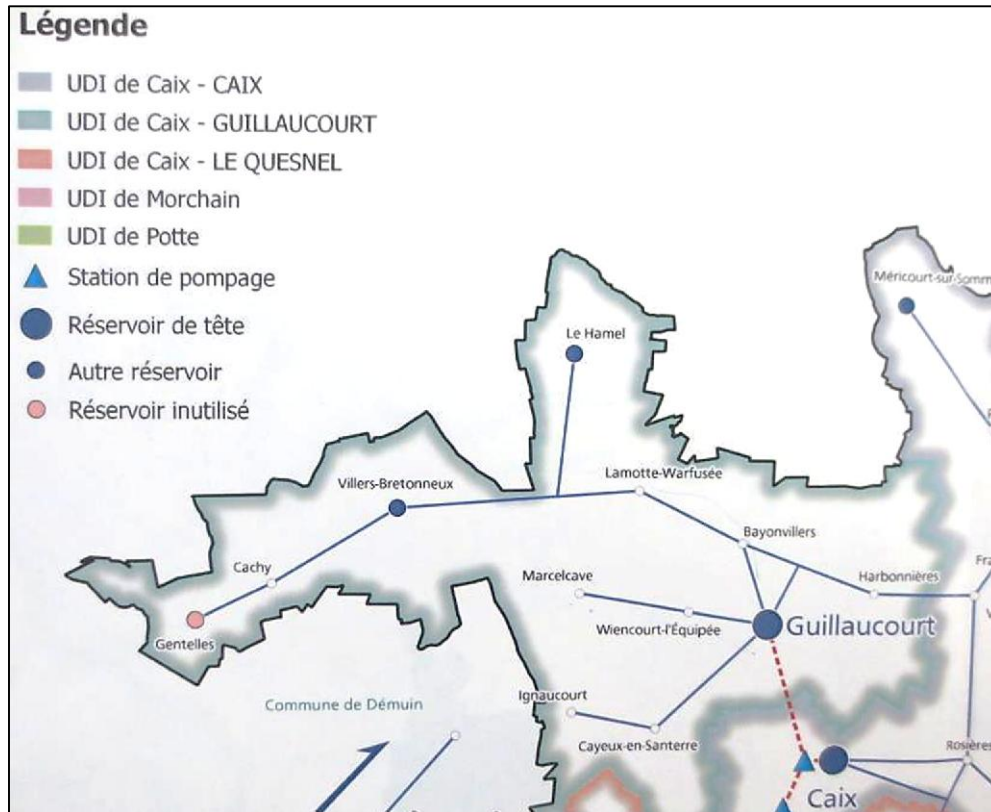 Légende
UDI de Caix - CAIX
UDI de Caix - GUILLAUCOURT
UDI de Caix - LE QUESNEL
UDI de Morchain
UDI de Potte
Station de pompage
Réservoir de tête
Autre réservoir
Réservoir inutilisé
Méricourt-sur-Somm
Le Hamel
Villers-Bretonneux
Lamotte-Warfusée
Bayonvillers
Cachy
Marcelcave
Harbonnières
Fra
Wiencourt-l'Équipée
Guillaucourt
Gentelles
Ignaucourt
Commune de Démuin
Cayeux-en-Santerre
Rosières
Caix